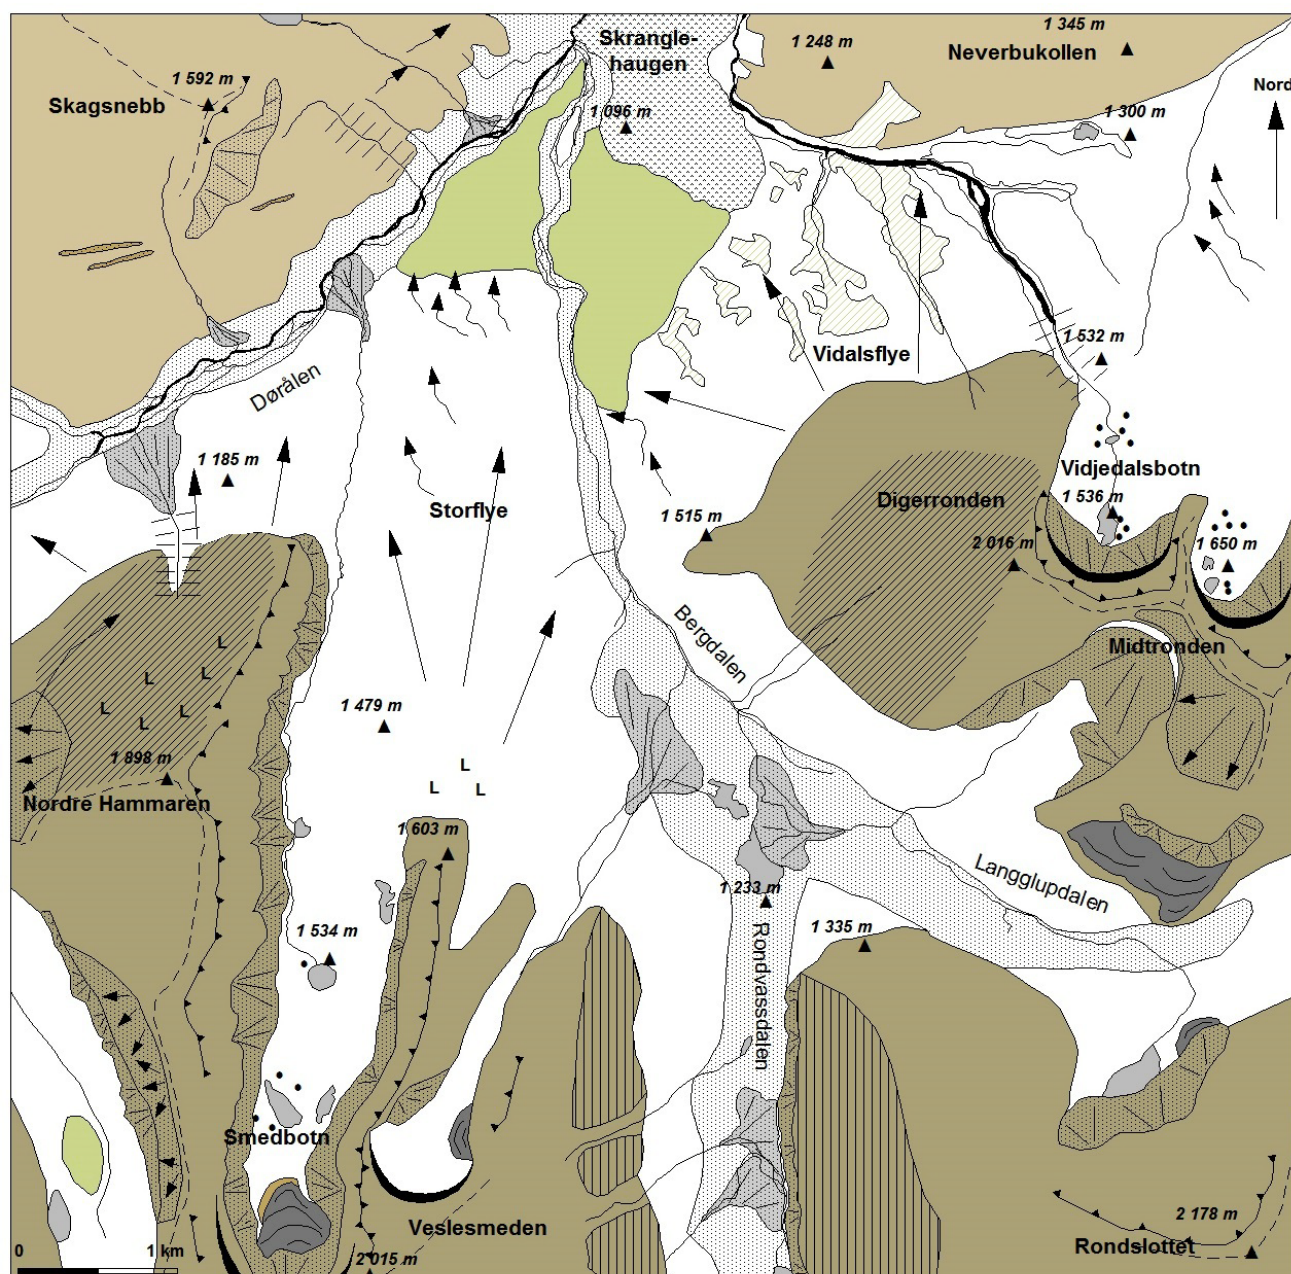 Skrangle-
haugen
1 345 m
1 248 m
Neverbukollen
1 592 m
Nord
Skagsnebb
1 096 m
1 300 m
1 532 m
Vidalsflye
Dørålen
1 185 m
Vidjedalsbotn
Digerronden
1 536 m
Storflye
1 515 m
2 016 m
1 650 m
Bergdalen
Midtronden
L
L
L
L
L
L
1 479 m
1 898 m
L
L
L
Nordre Hammaren
1 603 m
Langglupdalen
1 233 m
1 534 m
1 335 m
Rondvassdalen
Smedbotn
Veslesmeden
2 178 m
Rondslottet
0
1 km
2 015 m